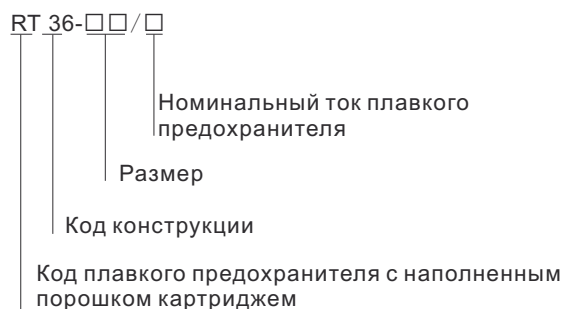 RT 36-□□/□
Номинальный ток плавкого
предохранителя
Размер
Код конструкции
Код плавкого предохранителя с наполненным
порошком картриджем